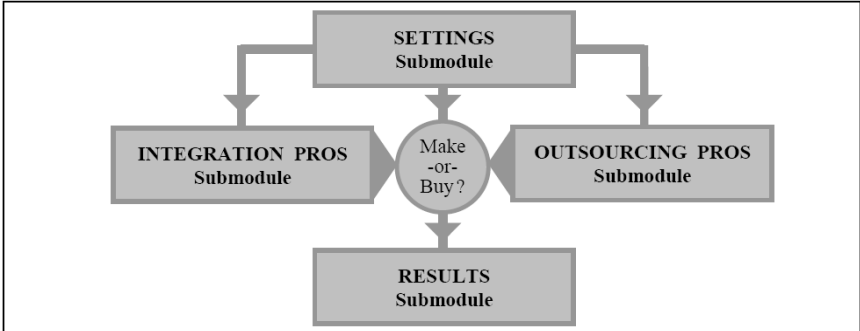 SETTINGS
Submodule
INTEGRATION PROS
Submodule
Make
-or-
Buy?
OUTSOURCING PROS
Submodule
RESULTS
Submodule